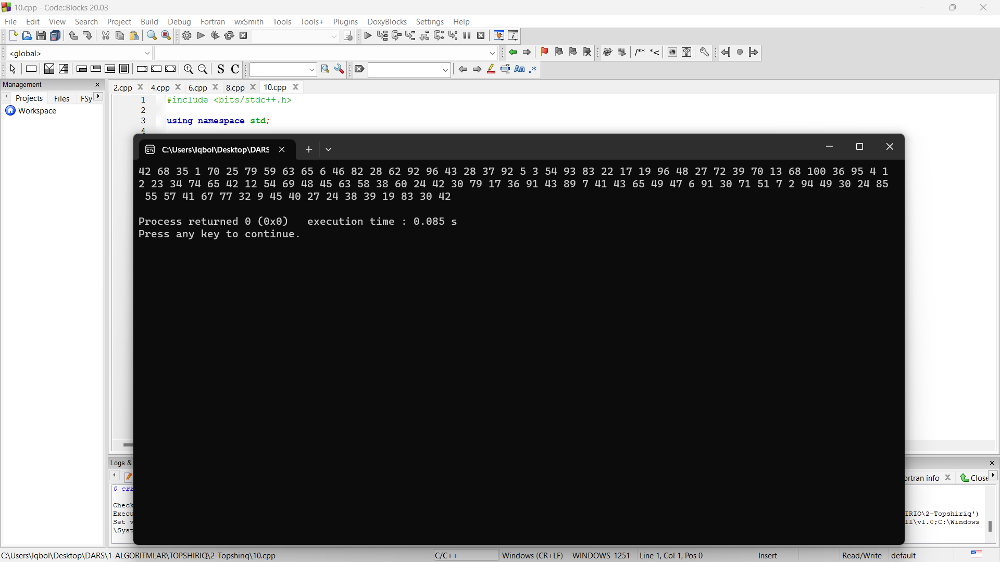 10.cpp - Code::Blocks 20.03
File Edit View Search Project Build Debug Fortran wxSmith Tools Tools+ Plugins DoxyBlocks Settings Help
<global>
/** *<
S C
Aa .*
Management
Projects Files FSy
Workspace
2.cpp 4.cpp 6.cpp 8.cpp 10.cpp
1 #include <bits/stdc++.h>
2
3 using namespace std;
4
C:\Users\Iqbol\Desktop\DARS
42 68 35 1 70 25 79 59 63 65 6 46 82 28 62 92 96 43 28 37 92 5 3 54 93 83 22 17 19 96 48 27 72 39 70 13 68 100 36 95 4 1
2 23 34 74 65 42 12 54 69 48 45 63 58 38 60 24 42 30 79 17 36 91 43 89 7 41 43 65 49 47 6 91 30 71 51 7 2 94 49 30 24 85
55 57 41 67 77 32 9 45 40 27 24 38 39 19 83 30 42
Process returned 0 (0x0)   execution time : 0.085 s
Press any key to continue.
Logs &
ortran info Close
0 err
Check
Execu IRIQ\2-Topshiriq')
Set v ll\v1.0;C:\Windows
\Syst
C:\Users\Iqbol\Desktop\DARS\1-ALGORITMLAR\TOPSHIRIQ\2-Topshiriq\10.cpp C/C++ Windows (CR+LF) WINDOWS-1251 Line 1, Col 1, Pos 0 Insert Read/Write default